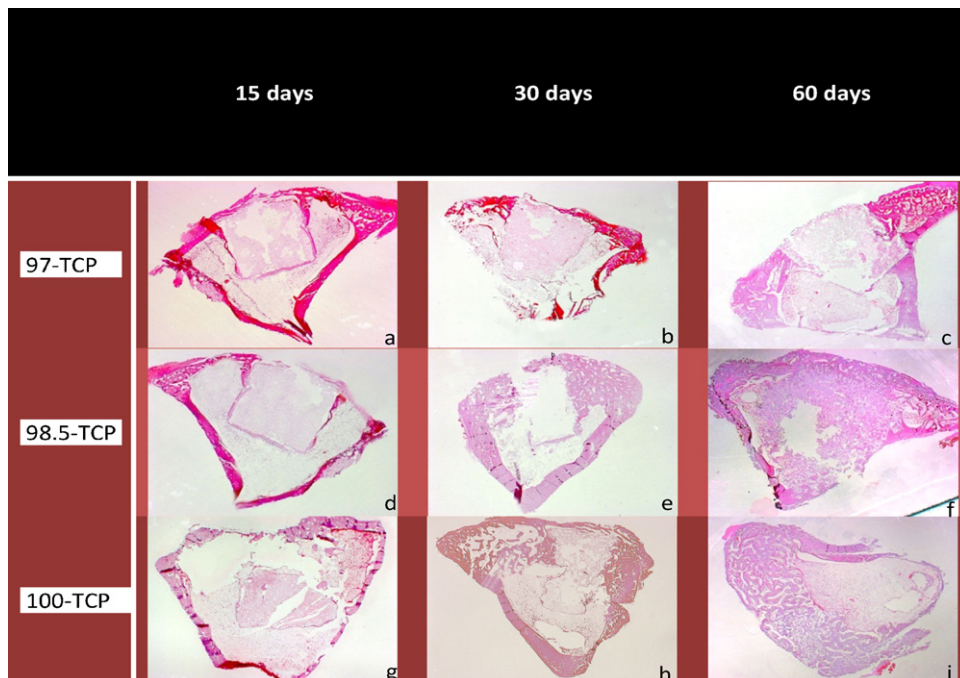 15 days 30 days 60 days
97-TCP
a b c
98.5-TCP
d e f
100-TCP
g h i